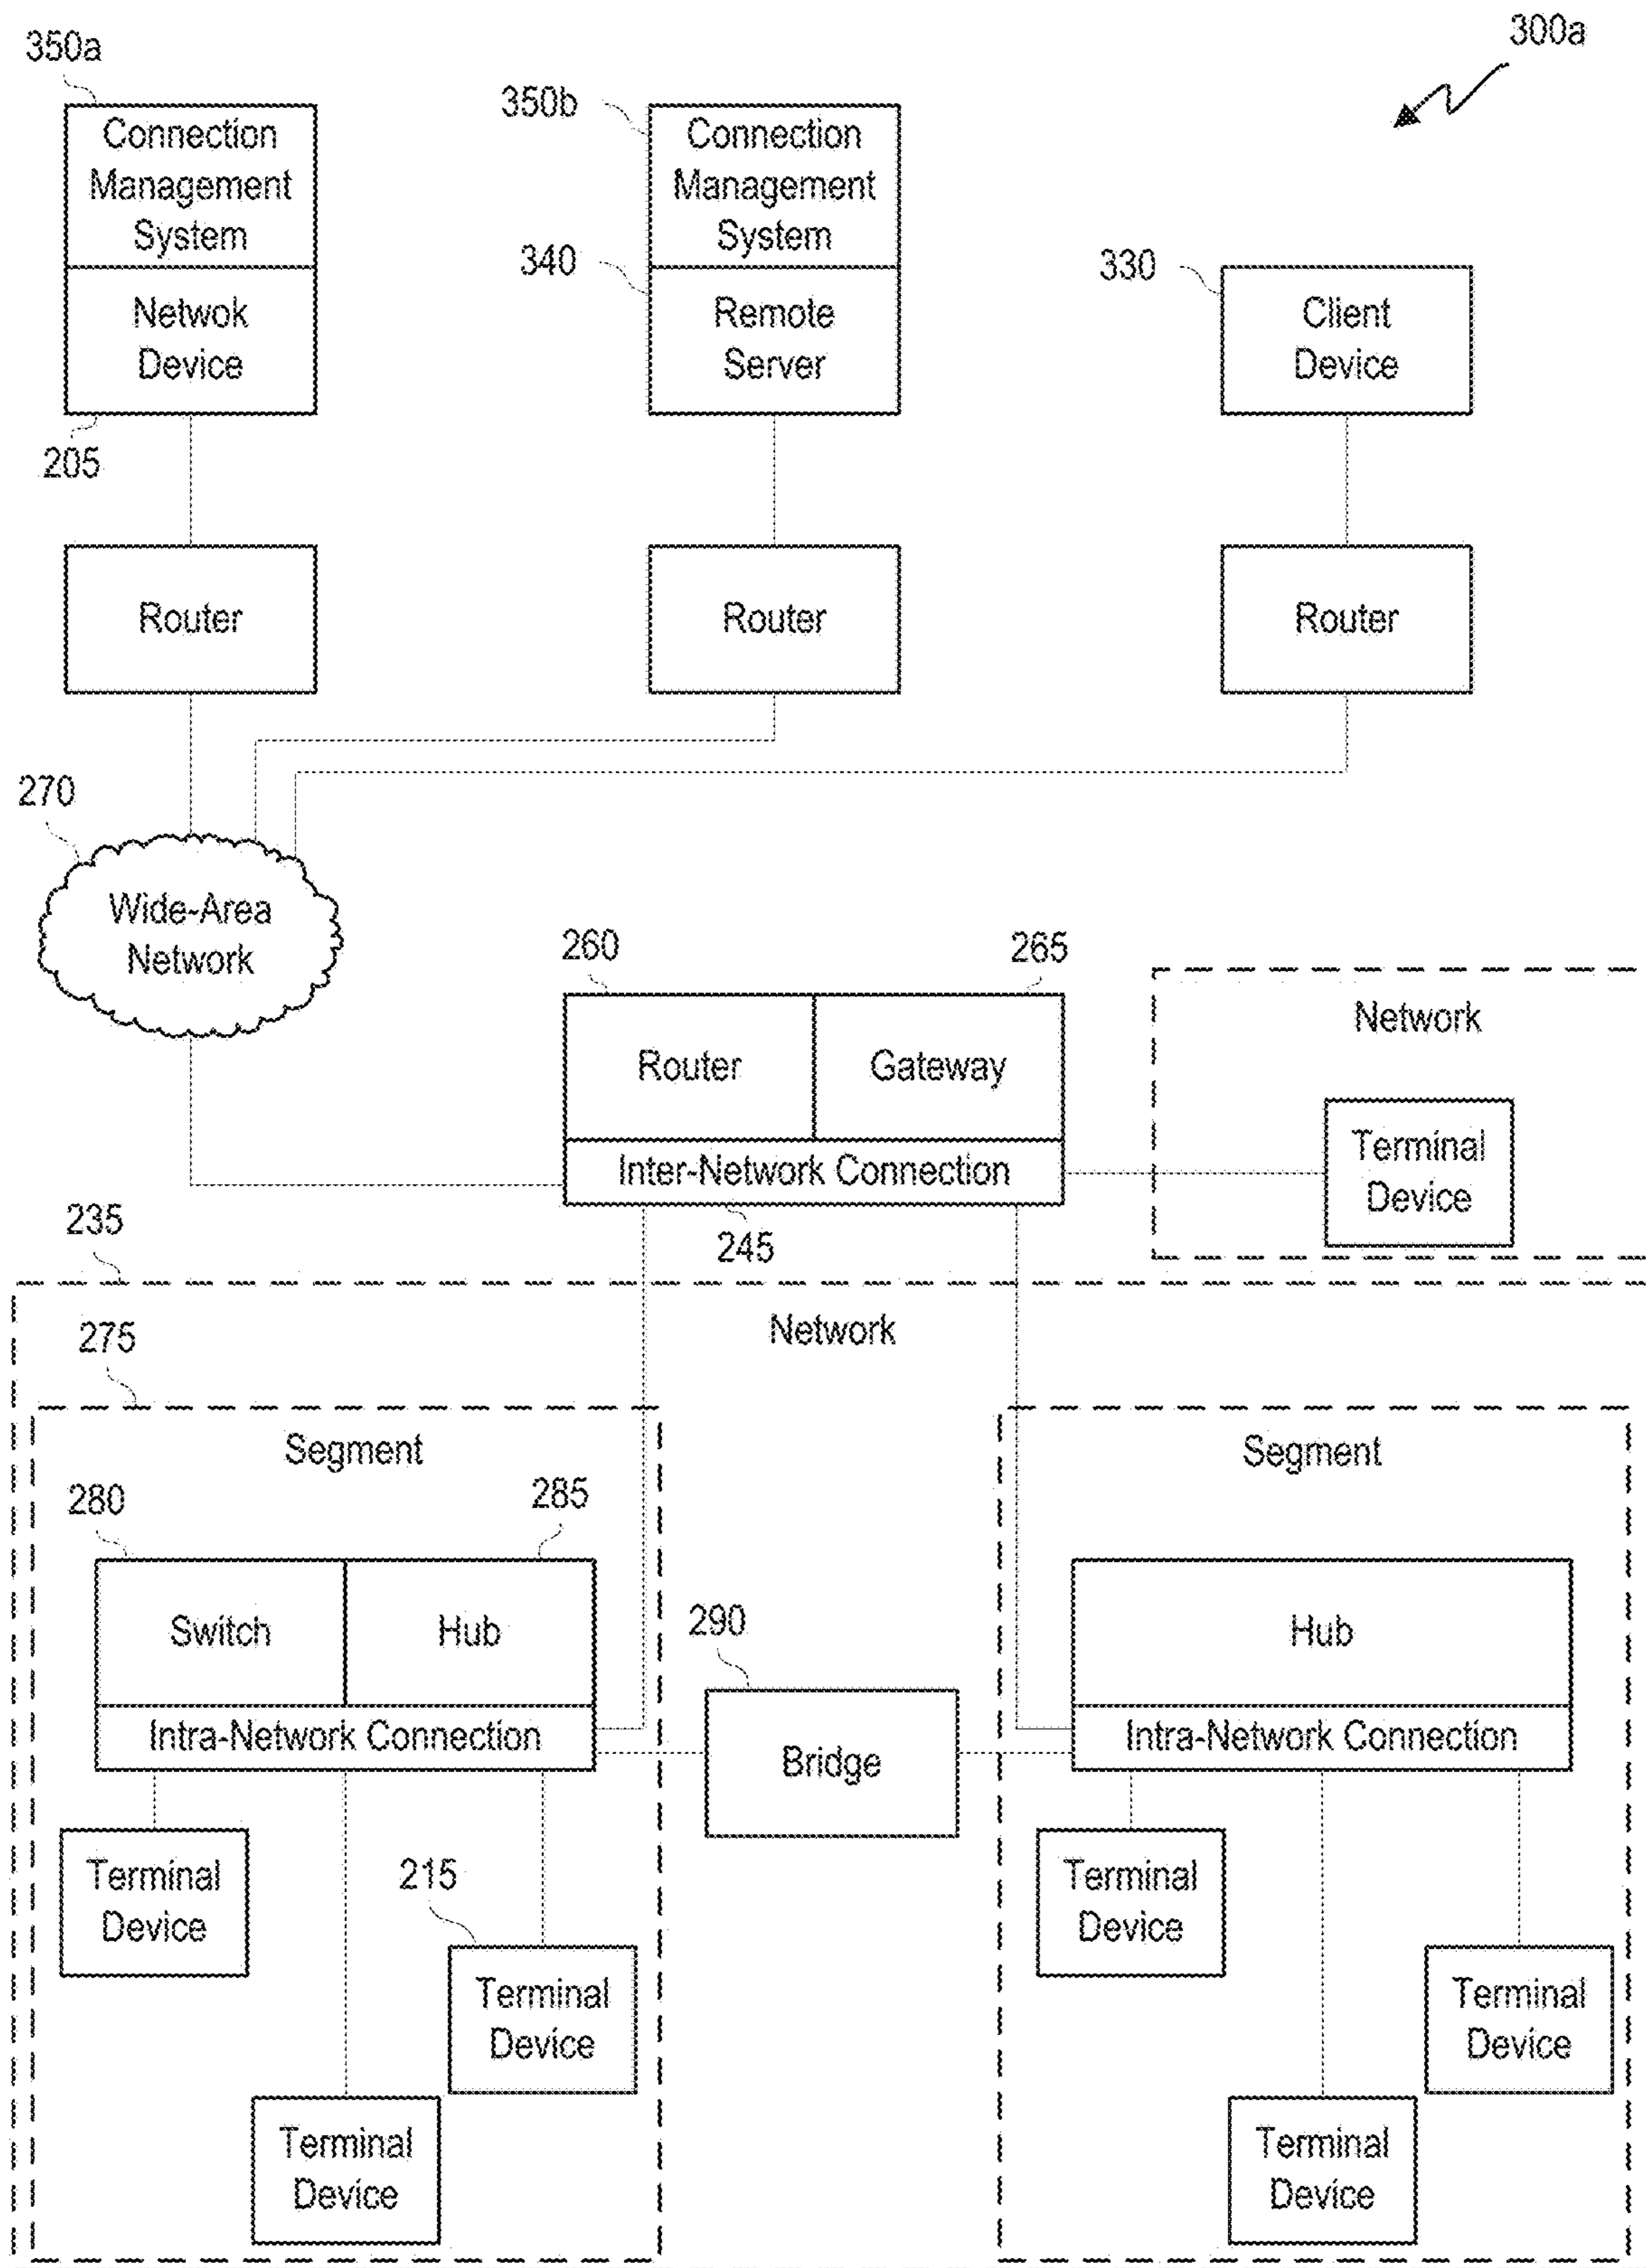 300a
350a
Connection
Management
System
Netwok
Device
205
350b
Connection
Management
System
340
Remote
Server
330
Client
Device
Router
Router
Router
270
Wide-Area
Network
260
265
Router
Gateway
Inter-Network Connection
245
Network
Terminal
Device
235
Network
275
Segment
280
285
Switch
Hub
Intra-Network Connection
Terminal
Device
215
Terminal
Device
Terminal
Device
290
Bridge
Segment
Hub
Intra-Network Connection
Terminal
Device
Terminal
Device
Terminal
Device